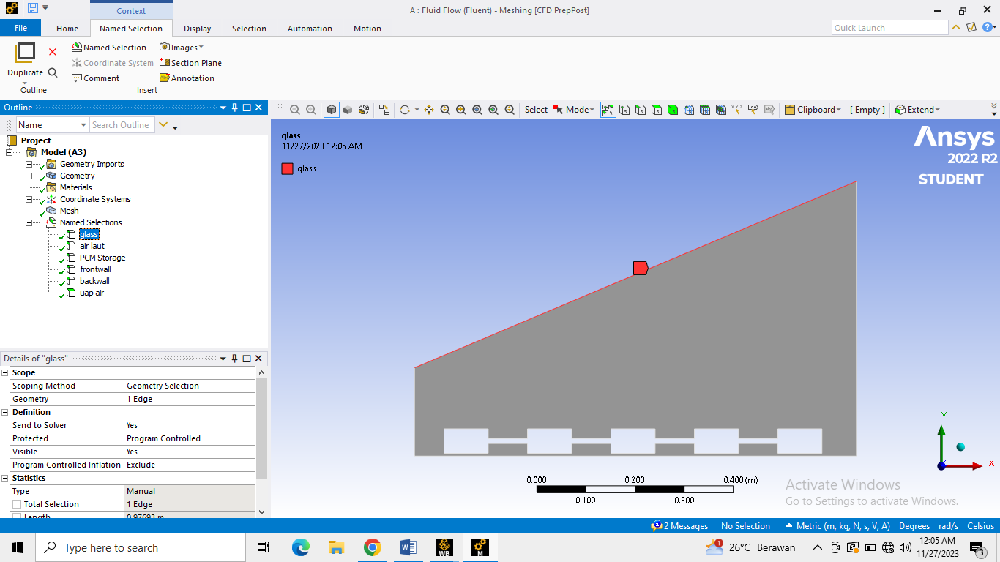 Context
A : Fluid Flow (Fluent) - Meshing [CFD PrepPost]
File Home Named Selection Display Selection Automation Motion
Quick Launch
Duplicate
Outline
Named Selection
Coordinate System
Comment
Images
Section Plane
Annotation
Insert
Outline
Name Search Outline
Project
Model (A3)
Geometry Imports
Geometry
Materials
Coordinate Systems
Mesh
Named Selections
glass
air laut
PCM Storage
frontwall
backwall
uap air
Details of "glass"
Scope
Scoping Method Geometry Selection
Geometry 1 Edge
Definition
Send to Solver Yes
Protected Program Controlled
Visible Yes
Program Controlled Inflation Exclude
Statistics
Type Manual
Total Selection 1 Edge
Length 0.97693 m
Select Mode Clipboard [ Empty ] Extend
glass
11/27/2023 12:05 AM
glass
Ansys
2022 R2
STUDENT
Y
X
Z
0.000 0.200 0.400 (m)
0.100 0.300
Activate Windows
Go to Settings to activate Windows.
2 Messages No Selection Metric (m, kg, N, s, V, A) Degrees rad/s Celsius
Type here to search
WB
M
1
26°C Berawan
12:05 AM
11/27/2023
3